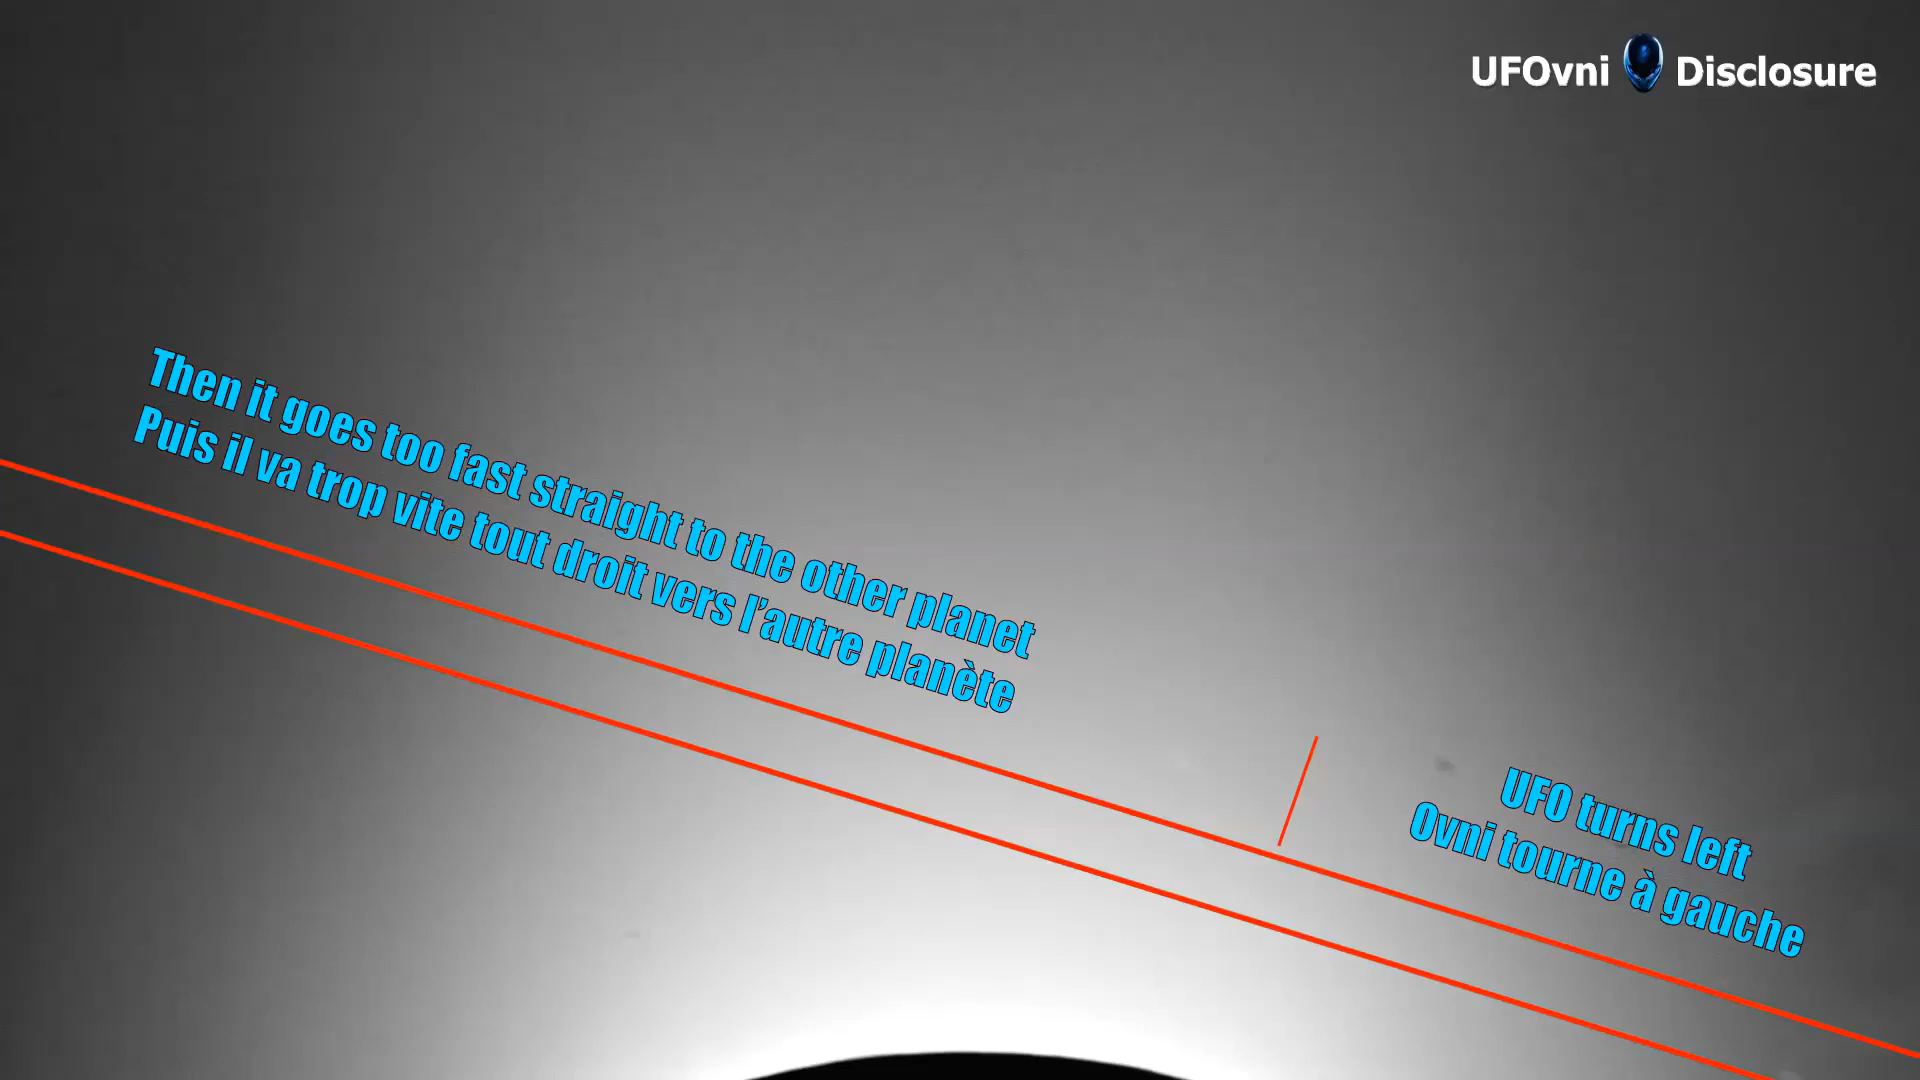 UFOvni Disclosure
Then it goes too fast straight to the other planet
Puis il va trop vite tout droit vers l'autre planète
UFO turns left
Ovni tourne à gauche